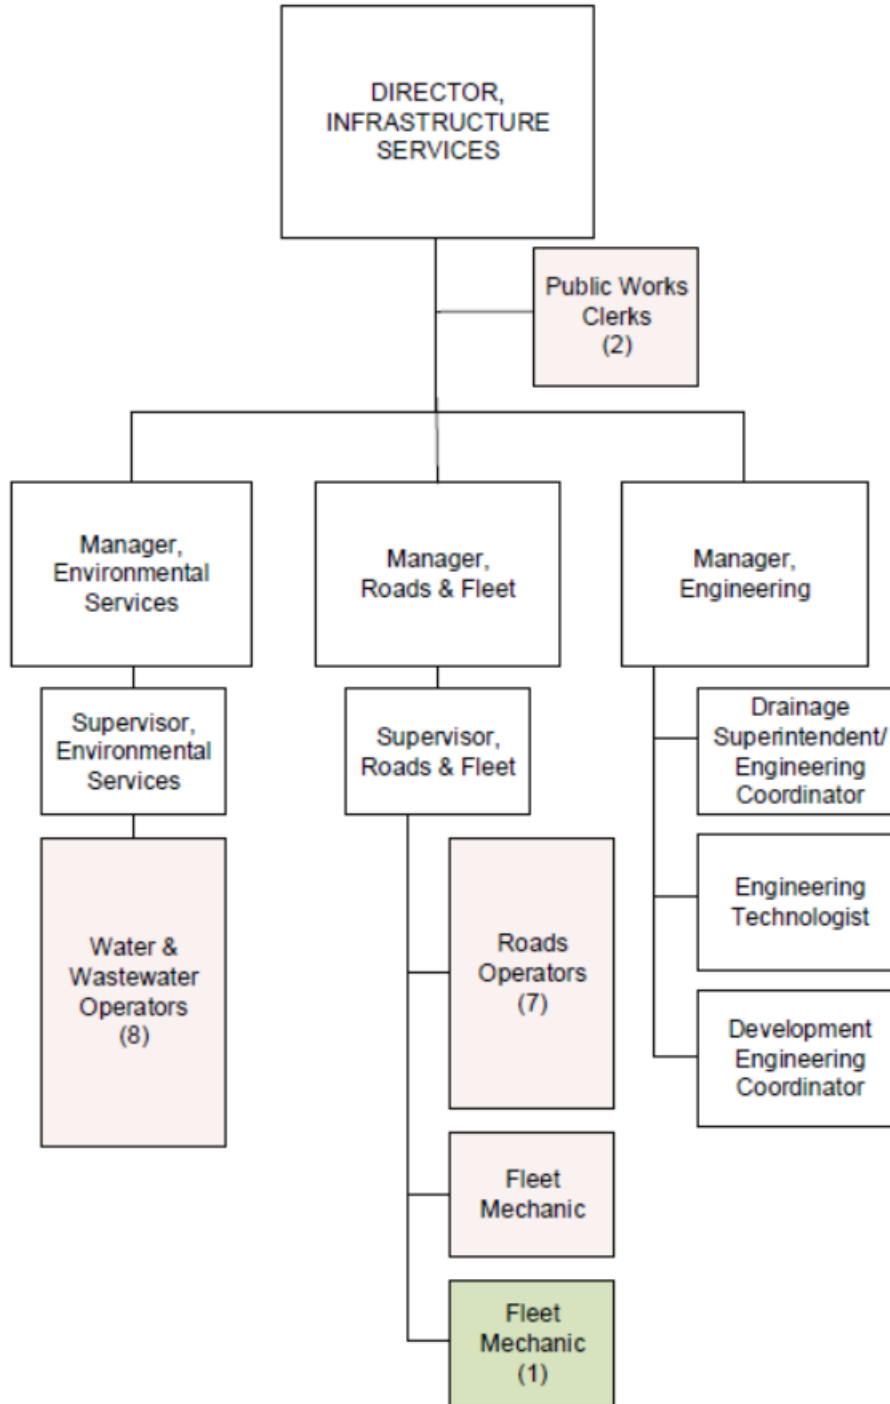 DIRECTOR,
INFRASTRUCTURE
SERVICES
Public Works
Clerks
(2)
Manager,
Environmental
Services
Manager,
Roads & Fleet
Manager,
Engineering
Supervisor,
Environmental
Services
Supervisor,
Roads & Fleet
Drainage
Superintendent/
Engineering
Coordinator
Water &
Wastewater
Operators
(8)
Roads
Operators
(7)
Engineering
Technologist
Development
Engineering
Coordinator
Fleet
Mechanic
Fleet
Mechanic
(1)